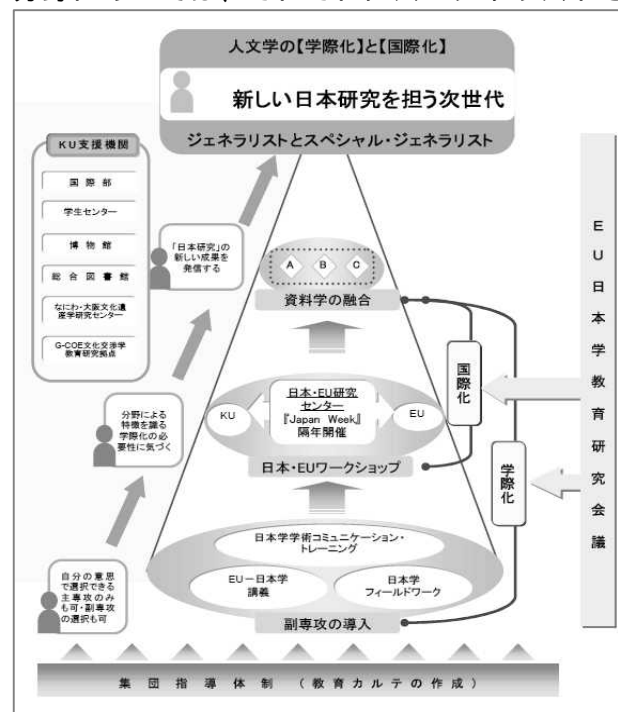 人文学の【学際化】と【国際化】
新しい日本研究を担う次世代
ジェネラリストとスペシャル・ジェネラリスト
KU支援機関
国際部
学生センター
博物館
総合図書館
なにわ・大阪文化遺
産学研究センター
G-COE文化交渉学
教育研究拠点
「日本研究」の
新しい成果を
発信する
A B C
資料学の融合
国際化
学際化
EU日本学教育研究会議
分野による
特徴を識る
学際化の必
要性に気づく
KU
日本・EU研究
センター
『Japan Week』
隔年開催
EU
日本・EUワークショップ
自分の意思
で選択できる
主専攻のみ
も可・副専攻
の選択も可
日本学学術コミュニケーション・
トレーニング
EU－日本学
講義
日本学
フィールドワーク
副専攻の導入
集団指導体制（教育カルテの作成）